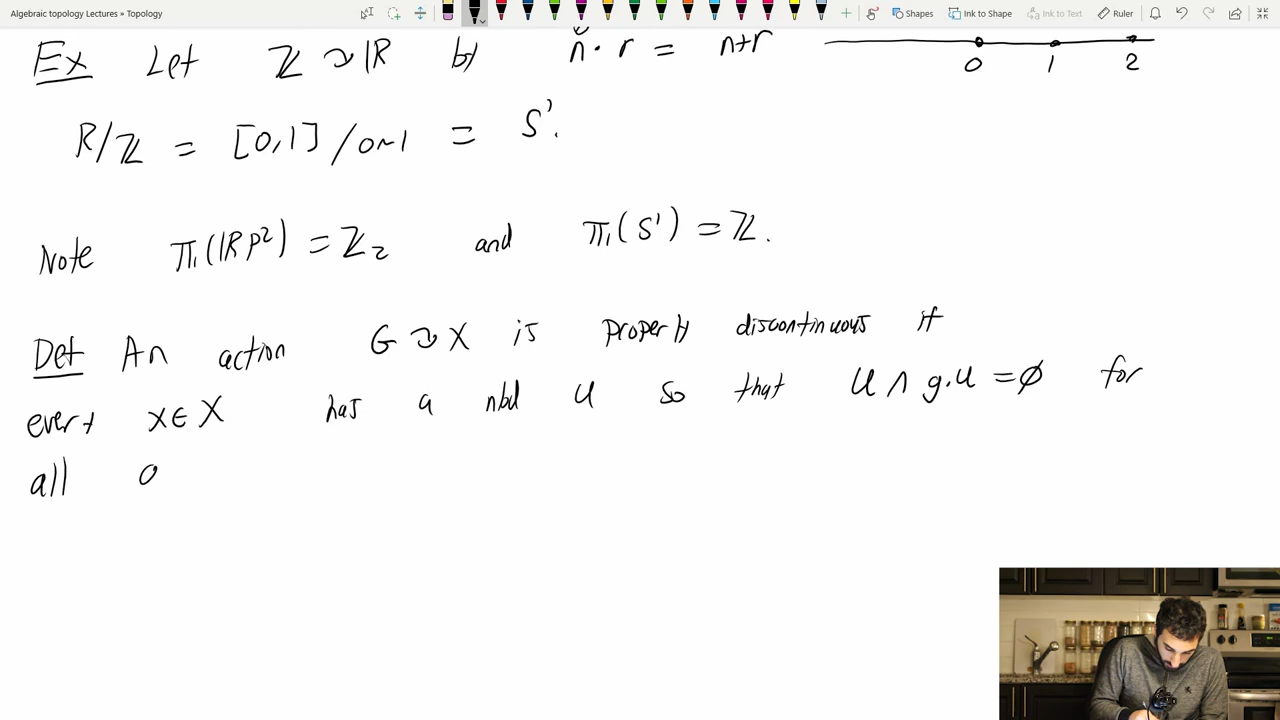 Algebraic topology Lectures » Topology
Shapes Ink to Shape Ink to Text Ruler
Ex Let ℤ ↷ ℝ by n · r = n+r
0 1 2
R/ℤ = [0,1] / 0~1 = S¹.
Note π₁(ℝP²) = ℤ₂ and π₁(S¹) = ℤ.
Def An action G ↷ X is properly discontinuous if
every x ∈ X has a nbd U so that U ∩ g.U = ∅ for
all